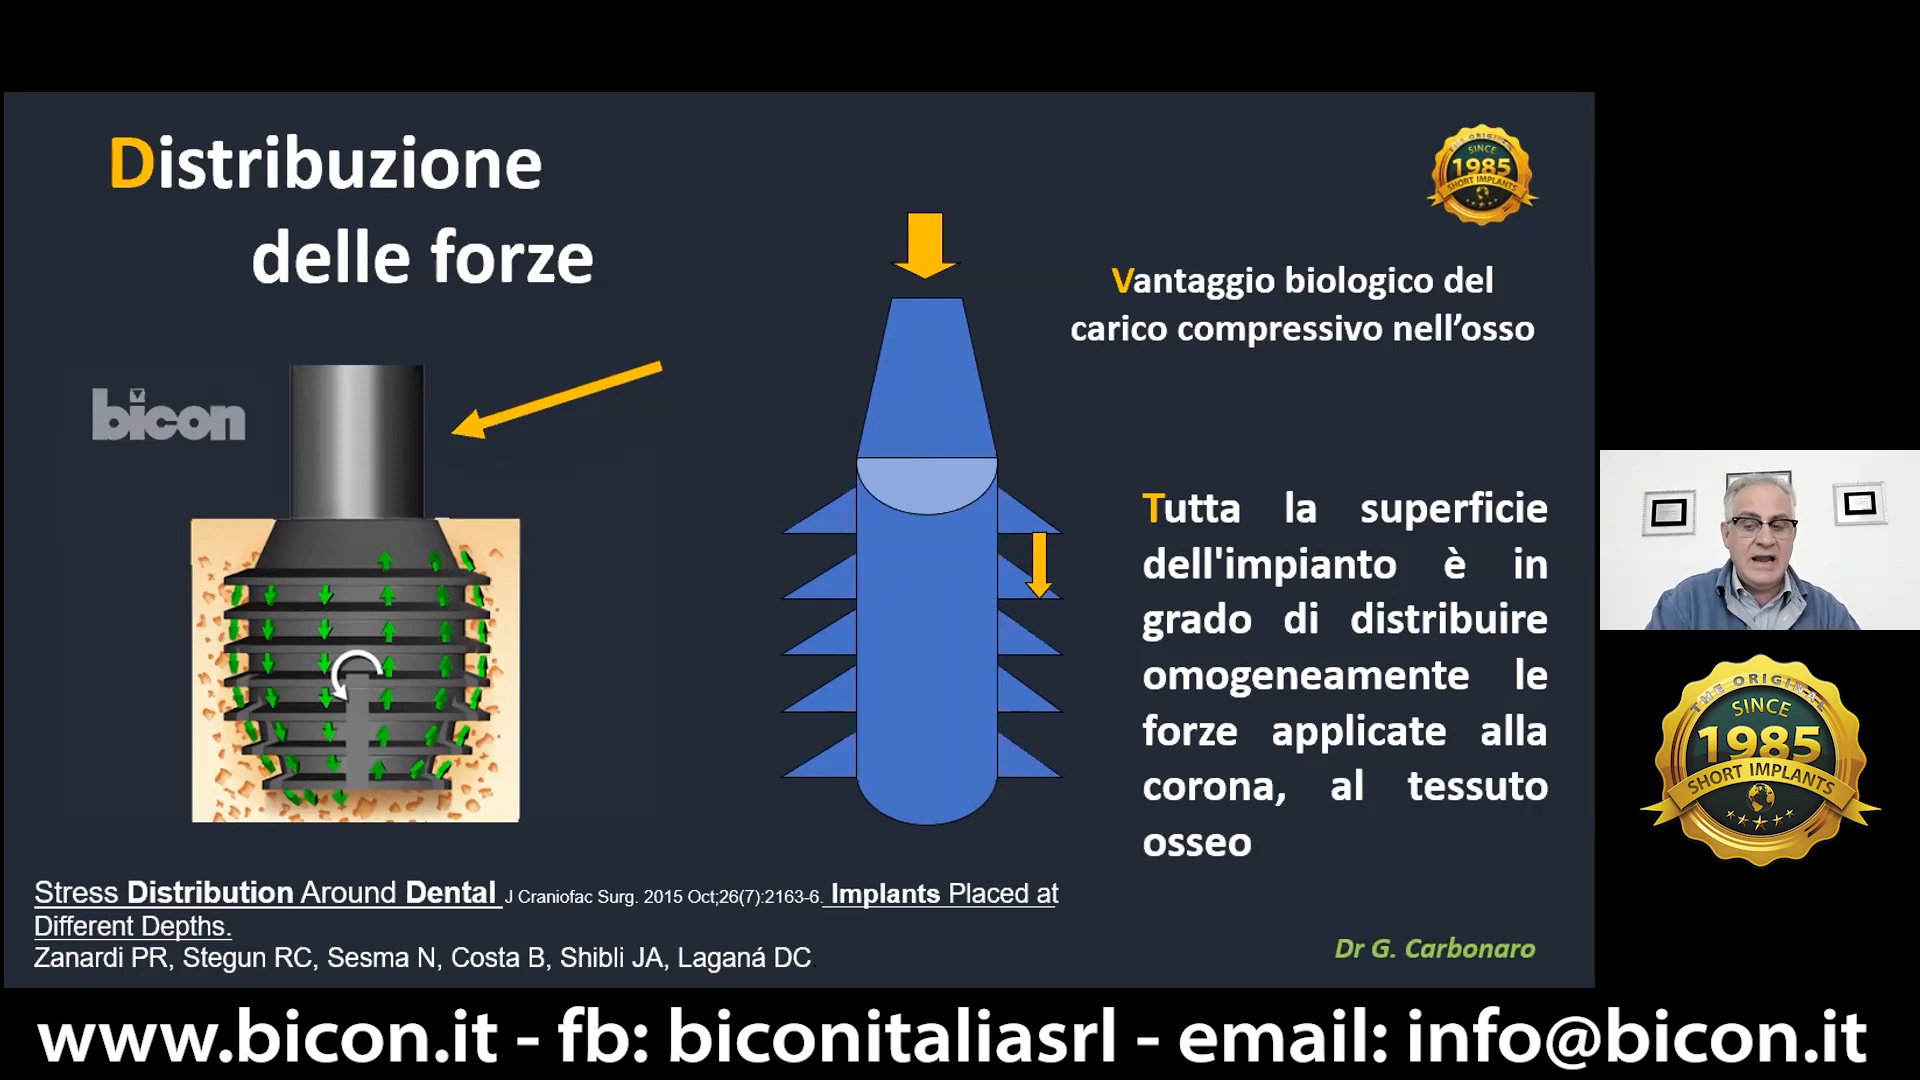 Distribuzione
delle forze
THE ORIGINAL
SINCE
1985
SHORT IMPLANTS
Vantaggio biologico del
carico compressivo nell’osso
bicon
Tutta la superficie
dell'impianto è in
grado di distribuire
omogeneamente le
forze applicate alla
corona, al tessuto
osseo
Stress Distribution Around Dental J Craniofac Surg. 2015 Oct;26(7):2163-6. Implants Placed at
Different Depths.
Zanardi PR, Stegun RC, Sesma N, Costa B, Shibli JA, Laganá DC.
Dr G. Carbonaro
THE ORIGINAL
SINCE
1985
SHORT IMPLANTS
www.bicon.it - fb: biconitaliasrl - email: info@bicon.it